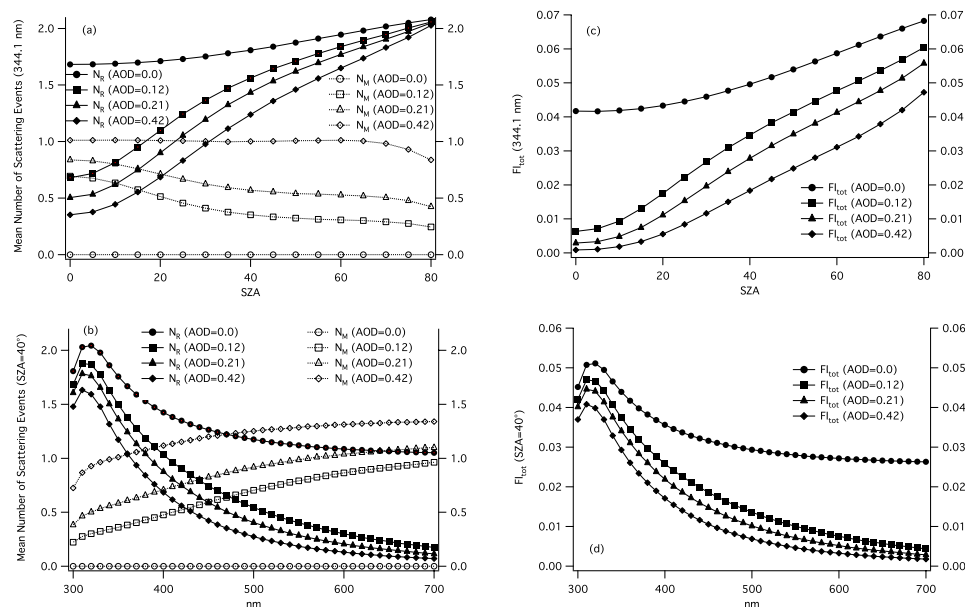 (a)
Mean Number of Scattering Events (344.1 nm)
2.0
1.5
1.0
0.5
0.0
2.0
1.5
1.0
0.5
0.0
N_R (AOD=0.0)
N_R (AOD=0.12)
N_R (AOD=0.21)
N_R (AOD=0.42)
N_M (AOD=0.0)
N_M (AOD=0.12)
N_M (AOD=0.21)
N_M (AOD=0.42)
0 20 40 60 80
SZA
(c)
FI_tot (344.1 nm)
0.07
0.06
0.05
0.04
0.03
0.02
0.01
0.00
0.07
0.06
0.05
0.04
0.03
0.02
0.01
0.00
FI_tot (AOD=0.0)
FI_tot (AOD=0.12)
FI_tot (AOD=0.21)
FI_tot (AOD=0.42)
0 20 40 60 80
SZA
(b)
Mean Number of Scattering Events (SZA=40°)
2.0
1.5
1.0
0.5
0.0
2.0
1.5
1.0
0.5
0.0
N_R (AOD=0.0)
N_R (AOD=0.12)
N_R (AOD=0.21)
N_R (AOD=0.42)
N_M (AOD=0.0)
N_M (AOD=0.12)
N_M (AOD=0.21)
N_M (AOD=0.42)
300 400 500 600 700
nm
FI_tot (SZA=40°)
0.06
0.05
0.04
0.03
0.02
0.01
0.00
0.06
0.05
0.04
0.03
0.02
0.01
0.00
FI_tot (AOD=0.0)
FI_tot (AOD=0.12)
FI_tot (AOD=0.21)
FI_tot (AOD=0.42)
(d)
300 400 500 600 700
nm